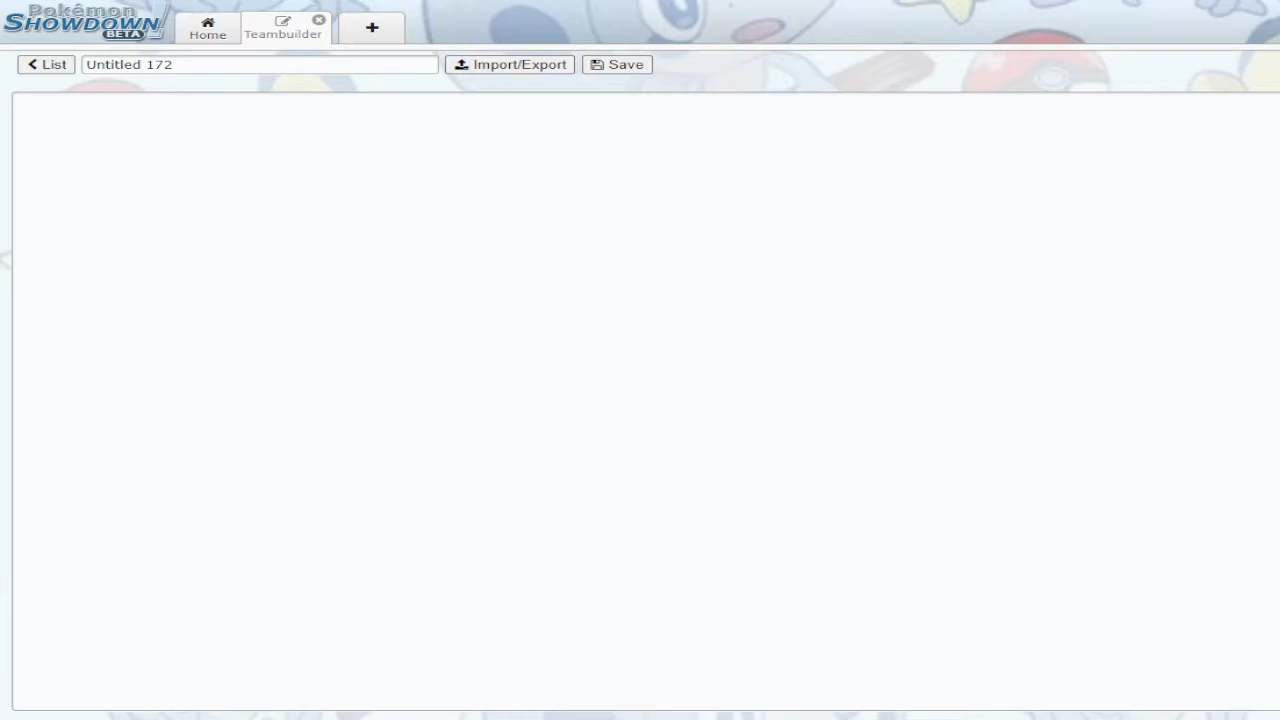 Pokémon
SHOWDOWN
BETA
Home
Teambuilder
+
List
Untitled 172
Import/Export
Save